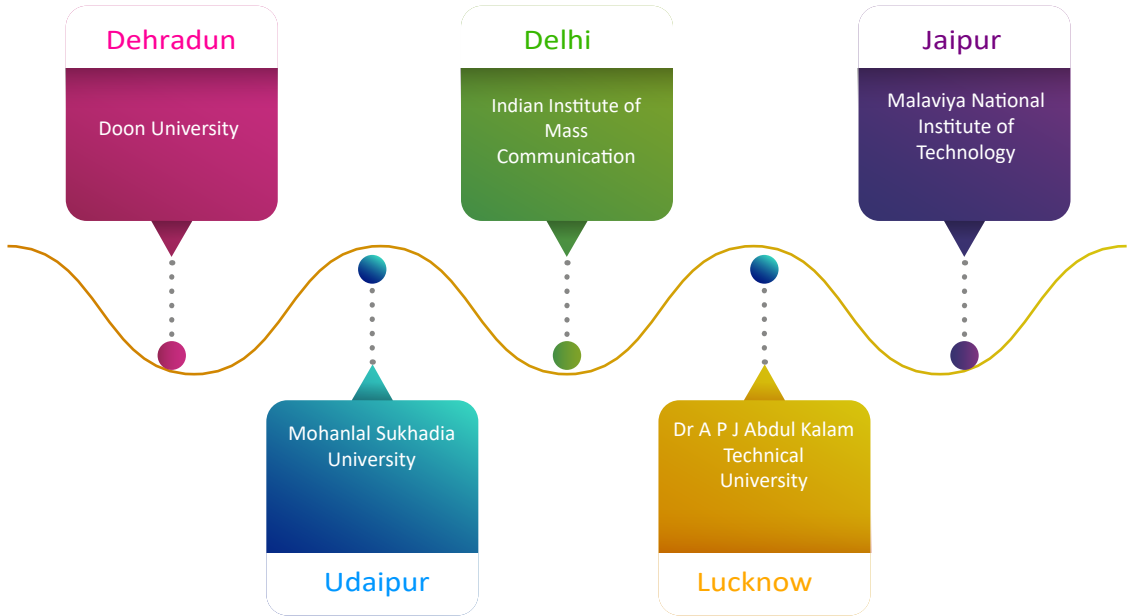 Dehradun
Doon University
Delhi
Indian Institute of
Mass
Communication
Jaipur
Malaviya National
Institute of
Technology
Mohanlal Sukhadia
University
Udaipur
Dr A P J Abdul Kalam
Technical
University
Lucknow